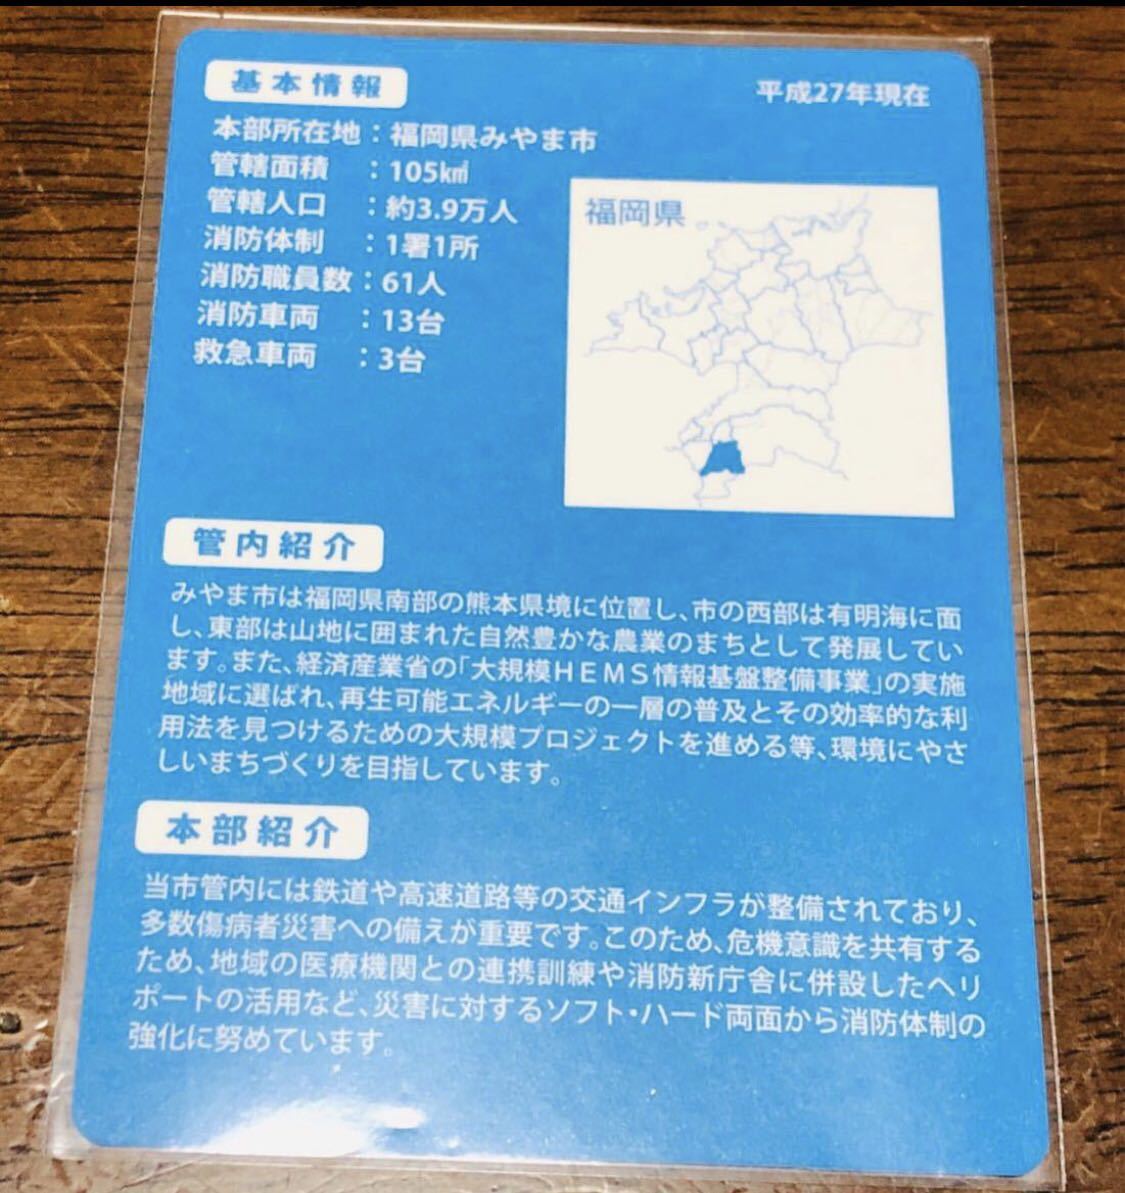 基本情報
平成27年現在
本部所在地：福岡県みやま市
管轄面積　：105㎢
管轄人口　：約3.9万人
消防体制　：1署1所
消防職員数：61人
消防車両　：13台
救急車両　：3台
福岡県
管内紹介
みやま市は福岡県南部の熊本県境に位置し、市の西部は有明海に面
し、東部は山地に囲まれた自然豊かな農業のまちとして発展してい
ます。また、経済産業省の「大規模HEMS情報基盤整備事業」の実施
地域に選ばれ、再生可能エネルギーの一層の普及とその効率的な利
用法を見つけるための大規模プロジェクトを進める等、環境にやさ
しいまちづくりを目指しています。
本部紹介
当市管内には鉄道や高速道路等の交通インフラが整備されており、
多数傷病者災害への備えが重要です。このため、危機意識を共有する
ため、地域の医療機関との連携訓練や消防新庁舎に併設したヘリ
ポートの活用など、災害に対するソフト・ハード両面から消防体制の
強化に努めています。